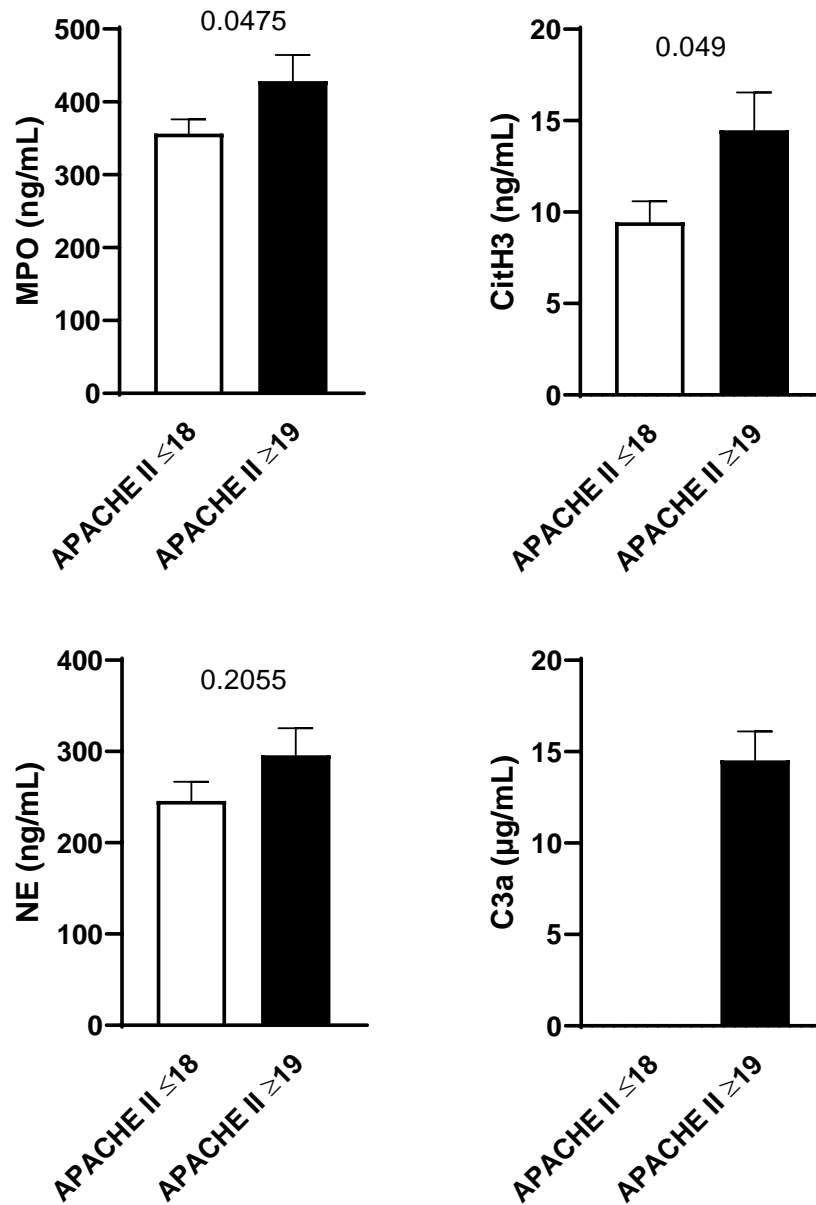 0.0475
MPO (ng/mL)
500
400
300
200
100
0
APACHE II ≤18
APACHE II ≥19
0.049
CitH3 (ng/mL)
20
15
10
5
0
APACHE II ≤18
APACHE II ≥19
0.2055
NE (ng/mL)
400
300
200
100
0
APACHE II ≤18
APACHE II ≥19
C3a (µg/mL)
20
15
10
5
0
APACHE II ≤18
APACHE II ≥19